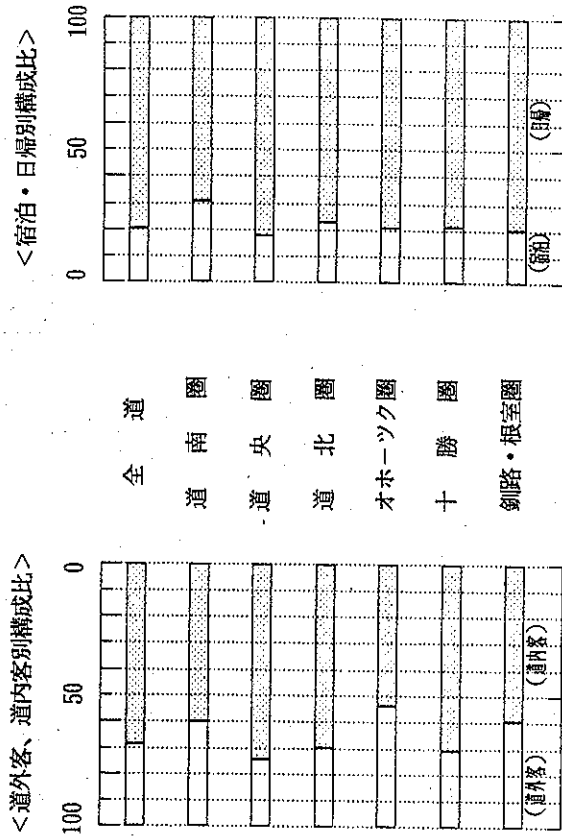 <道外客、道内客別構成比>
100 50 0
(道外客) (道内客)
全道
道南圏
道央圏
道北圏
オホーツク圏
十勝圏
釧路・根室圏
<宿泊・日帰別構成比>
0 50 100
(宿泊) (日帰)